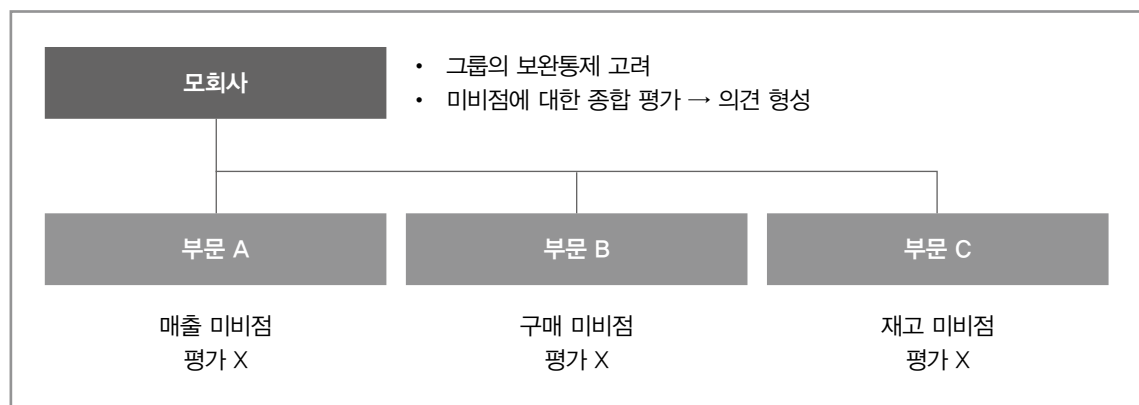 모회사
• 그룹의 보완통제 고려
• 미비점에 대한 종합 평가 → 의견 형성
부문 A
부문 B
부문 C
매출 미비점
평가 X
구매 미비점
평가 X
재고 미비점
평가 X